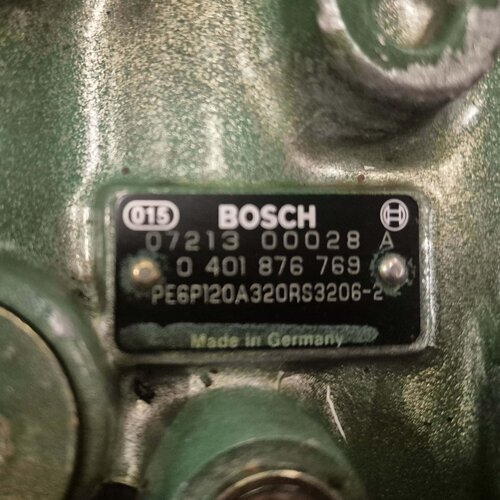 015 BOSCH
07213 00028 A
0 401 876 769
PE6P120A320RS3206-2
Made in Germany